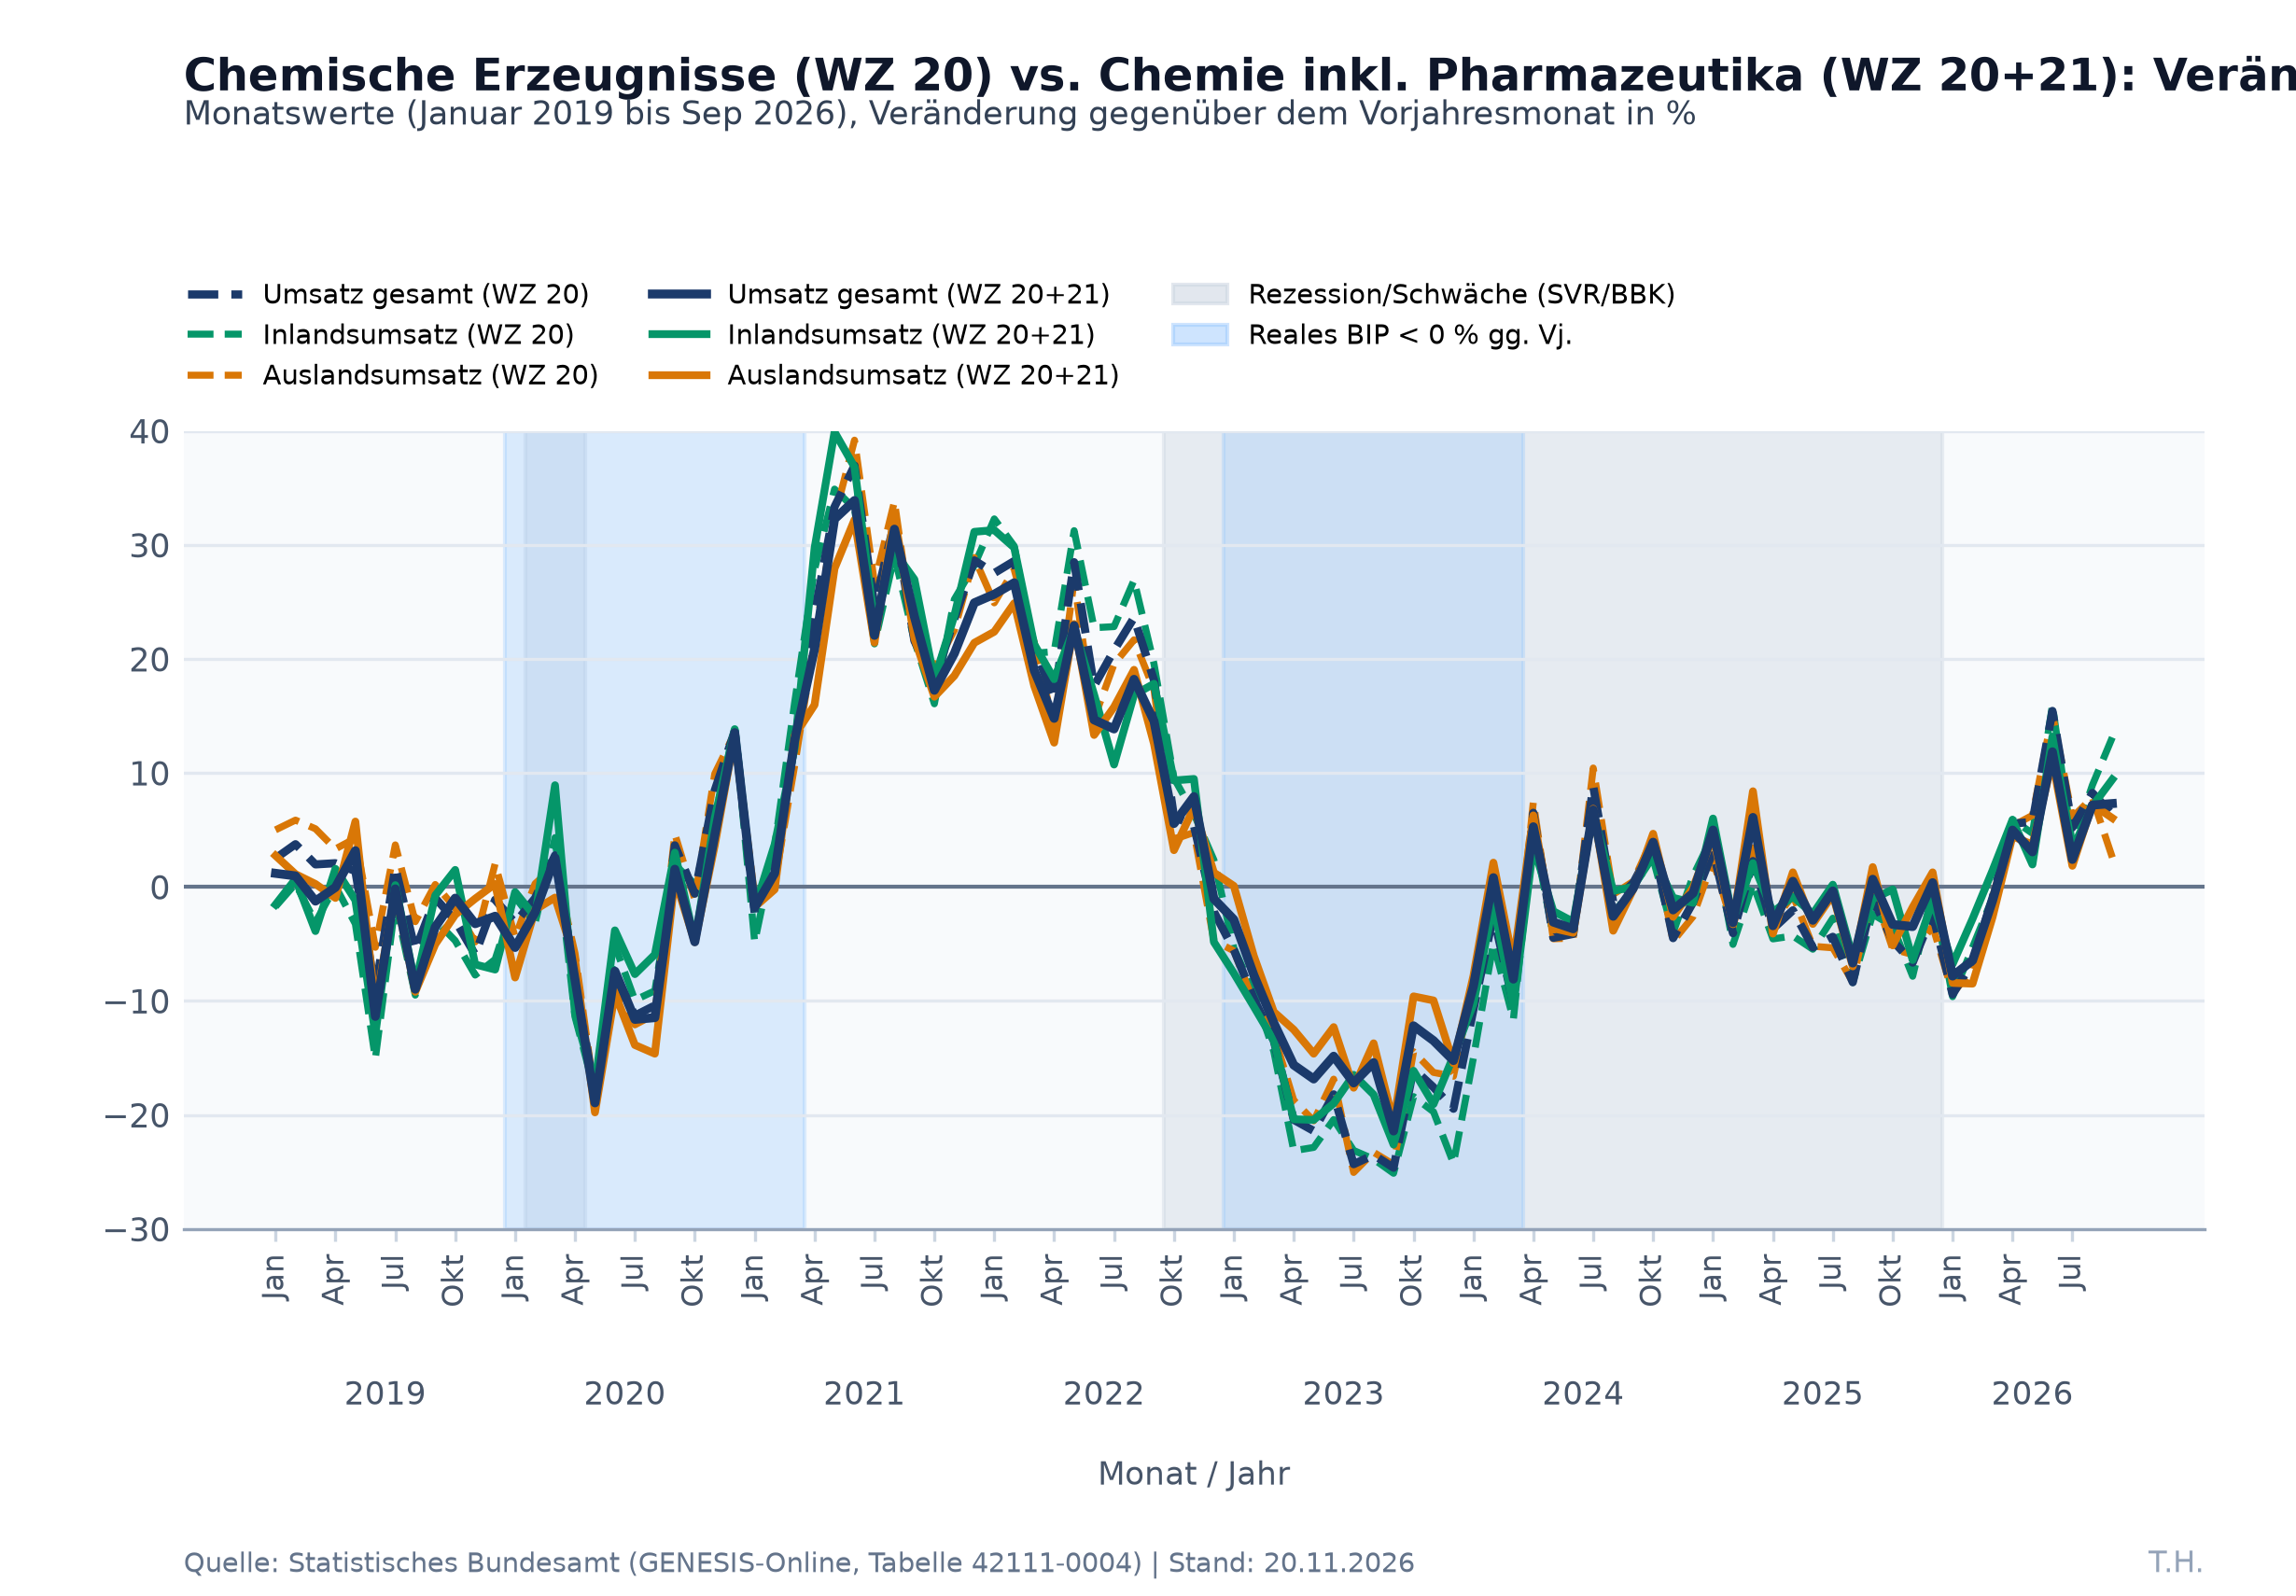 Chemische Erzeugnisse (WZ 20) vs. Chemie inkl. Pharmazeutika (WZ 20+21): Verän
Monatswerte (Januar 2019 bis Sep 2026), Veränderung gegenüber dem Vorjahresmonat in %
Umsatz gesamt (WZ 20) Umsatz gesamt (WZ 20+21) Rezession/Schwäche (SVR/BBK)
Inlandsumsatz (WZ 20) Inlandsumsatz (WZ 20+21) Reales BIP < 0 % gg. Vj.
Auslandsumsatz (WZ 20) Auslandsumsatz (WZ 20+21)
40
30
20
10
0
−10
−20
−30
Jan Apr Jul Okt Jan Apr Jul Okt Jan Apr Jul Okt Jan Apr Jul Okt Jan Apr Jul Okt Jan Apr Jul Okt Jan Apr Jul Okt Jan Apr Jul
2019 2020 2021 2022 2023 2024 2025 2026
Monat / Jahr
Quelle: Statistisches Bundesamt (GENESIS-Online, Tabelle 42111-0004) | Stand: 20.11.2026 T.H.